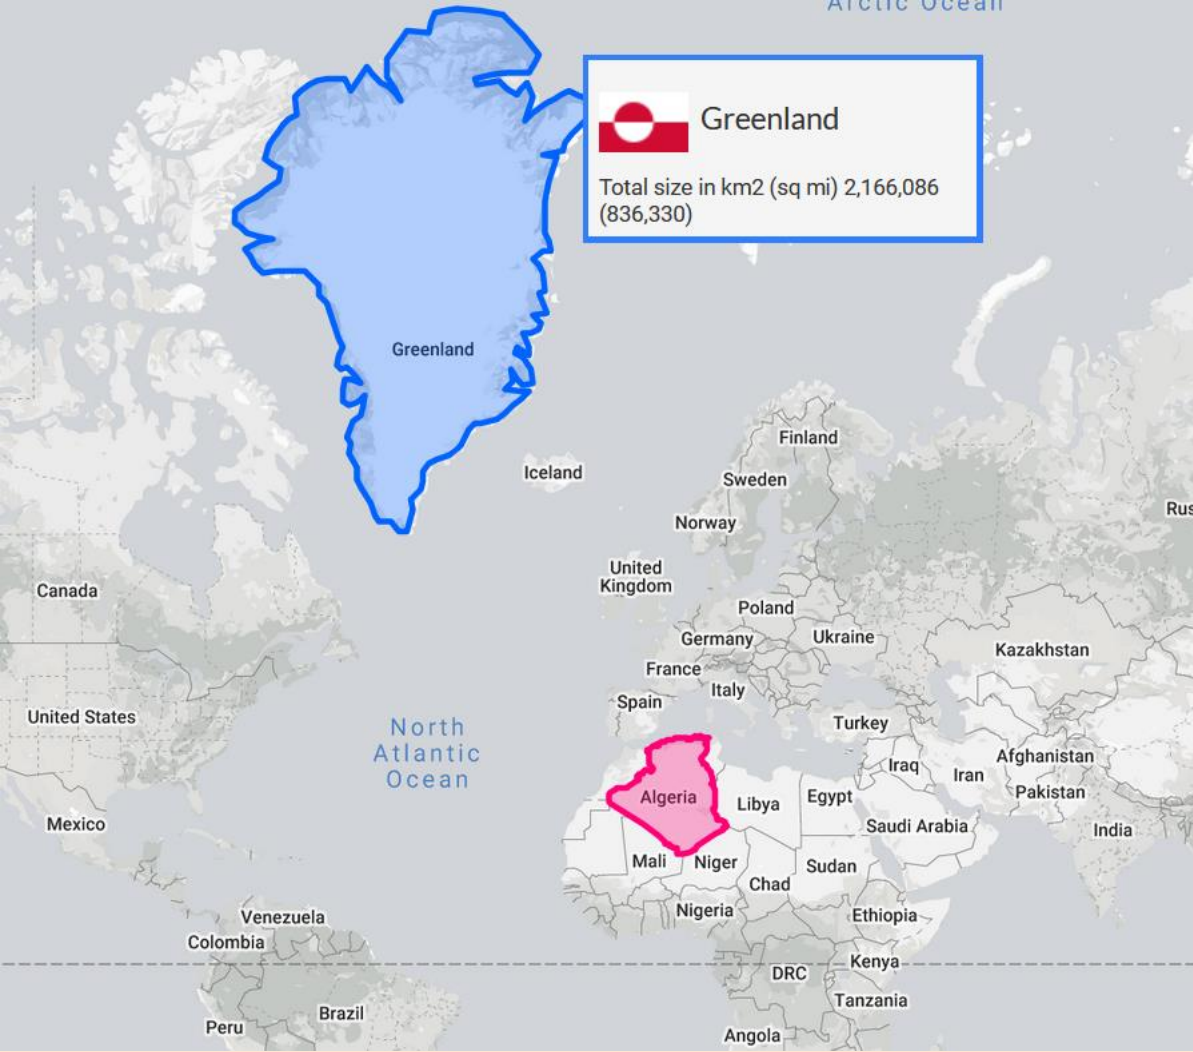 Arctic Ocean
Greenland
Total size in km2 (sq mi) 2,166,086
(836,330)
Greenland
Finland
Iceland
Sweden
Rus
Norway
United
Kingdom
Canada
Poland
Germany
Ukraine
Kazakhstan
France
Italy
Spain
United States
Turkey
North
Atlantic
Ocean
Afghanistan
Iraq
Iran
Pakistan
Algeria
Libya
Egypt
Mexico
Saudi Arabia
India
Mali
Niger
Sudan
Chad
Nigeria
Ethiopia
Venezuela
Colombia
Kenya
DRC
Tanzania
Brazil
Peru
Angola